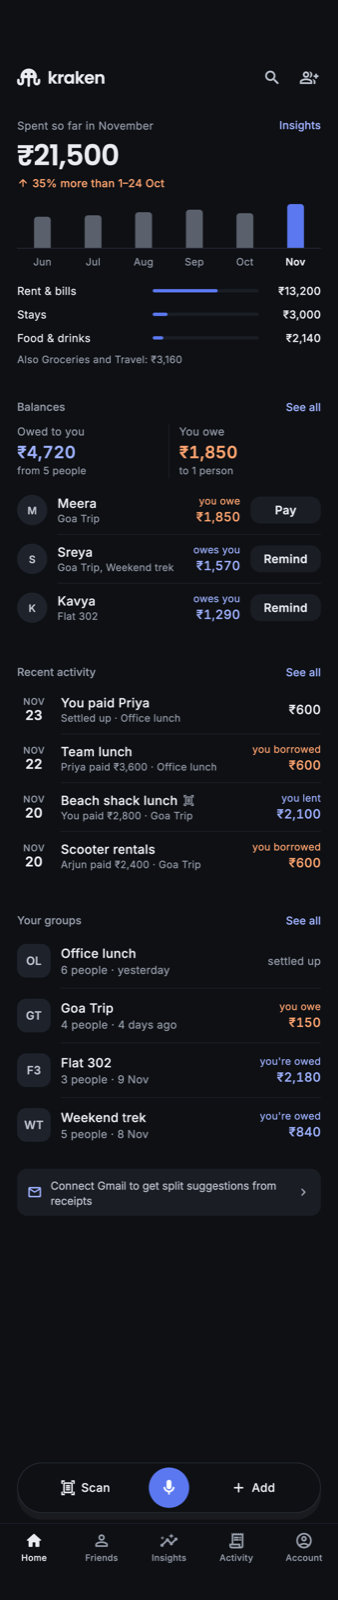 kraken
Spent so far in November
Insights
₹21,500
↑ 35% more than 1–24 Oct
Jun Jul Aug Sep Oct Nov
Rent & bills ₹13,200
Stays ₹3,000
Food & drinks ₹2,140
Also Groceries and Travel: ₹3,160
Balances
See all
Owed to you
₹4,720
from 5 people
You owe
₹1,850
to 1 person
M
Meera
Goa Trip
you owe
₹1,850
Pay
S
Sreya
Goa Trip, Weekend trek
owes you
₹1,570
Remind
K
Kavya
Flat 302
owes you
₹1,290
Remind
Recent activity
See all
NOV
23
You paid Priya
Settled up · Office lunch
₹600
NOV
22
Team lunch
Priya paid ₹3,600 · Office lunch
you borrowed
₹600
NOV
20
Beach shack lunch
You paid ₹2,800 · Goa Trip
you lent
₹2,100
NOV
20
Scooter rentals
Arjun paid ₹2,400 · Goa Trip
you borrowed
₹600
Your groups
See all
OL
Office lunch
6 people · yesterday
settled up
GT
Goa Trip
4 people · 4 days ago
you owe
₹150
F3
Flat 302
3 people · 9 Nov
you're owed
₹2,180
WT
Weekend trek
5 people · 8 Nov
you're owed
₹840
Connect Gmail to get split suggestions from
receipts
Scan
+ Add
Home
Friends
Insights
Activity
Account